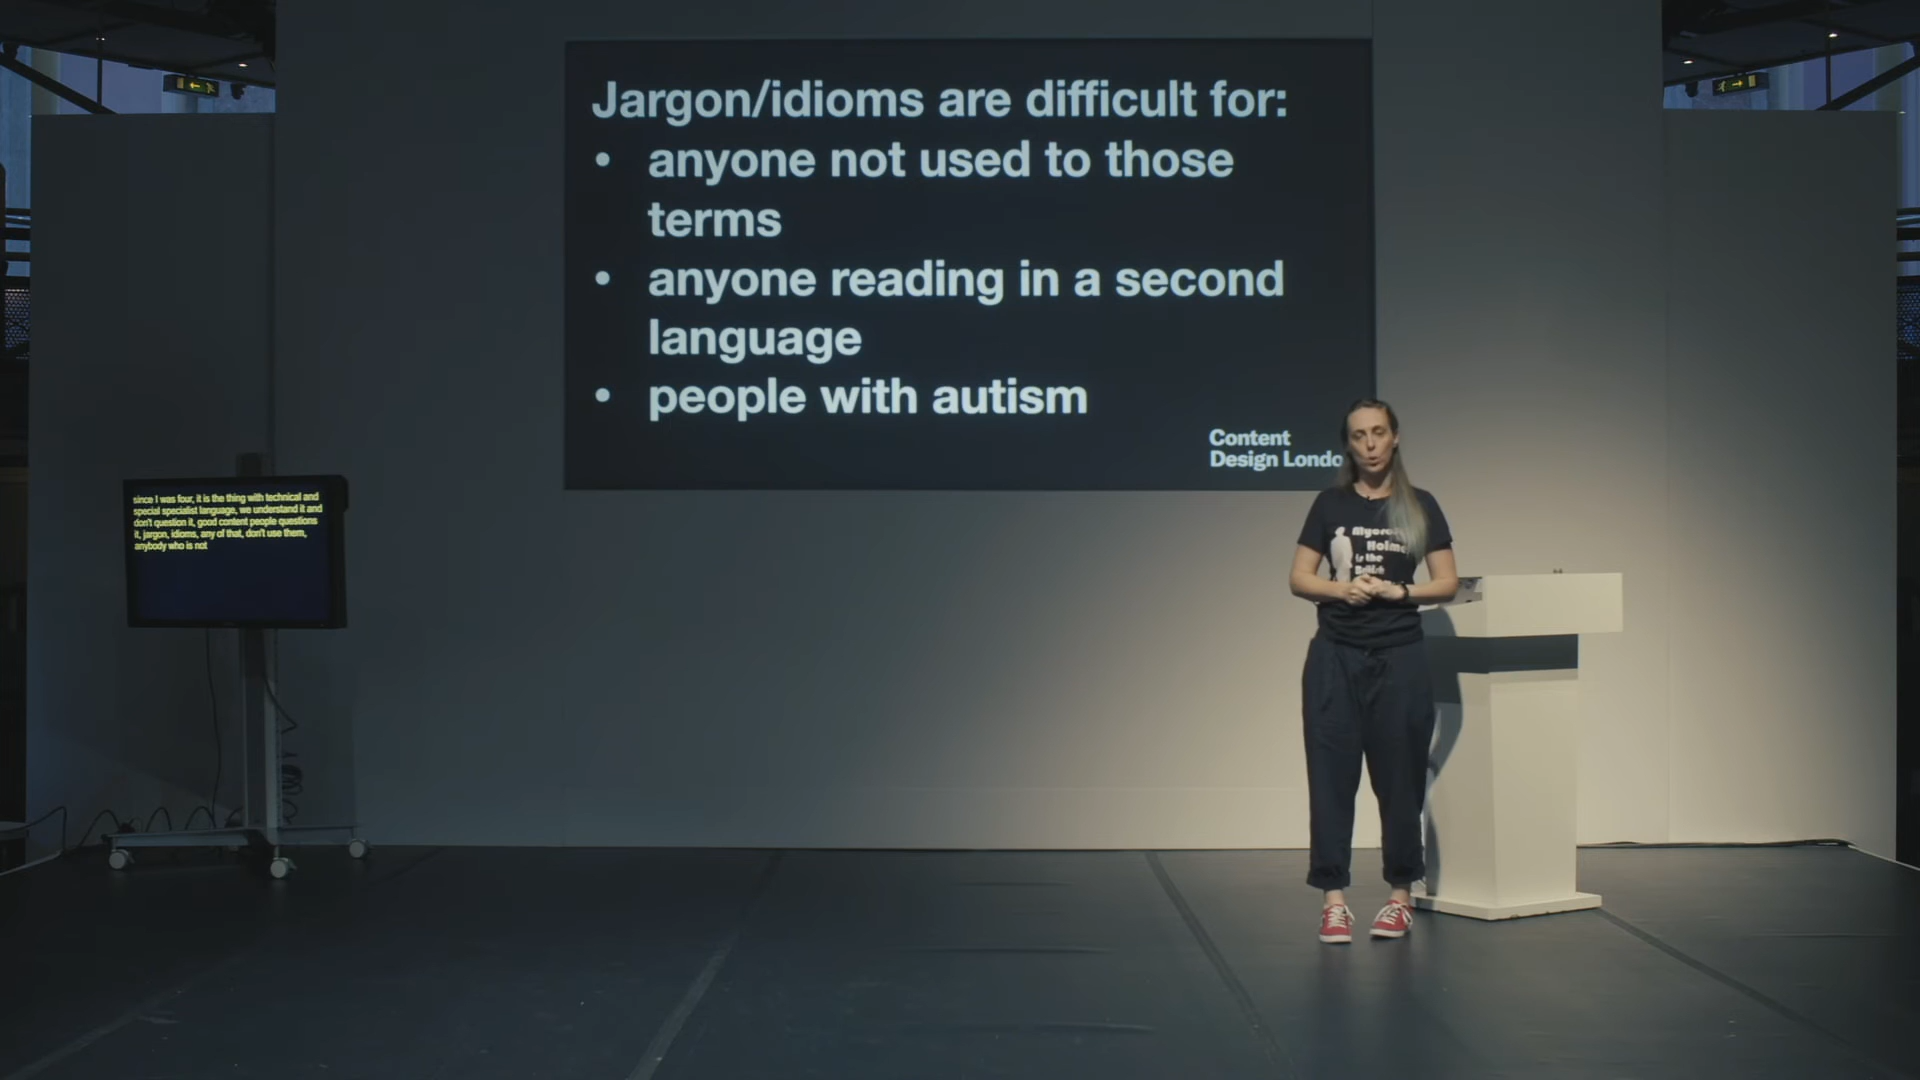 Jargon/idioms are difficult for:
• anyone not used to those
terms
• anyone reading in a second
language
• people with autism
Content
Design Londo
since I was four, it is the thing with technical and
special specialist language, we understand it and
don't question it, good content people questions
it, jargon, idioms, any of that, don't use them,
anybody who is not
is the
British